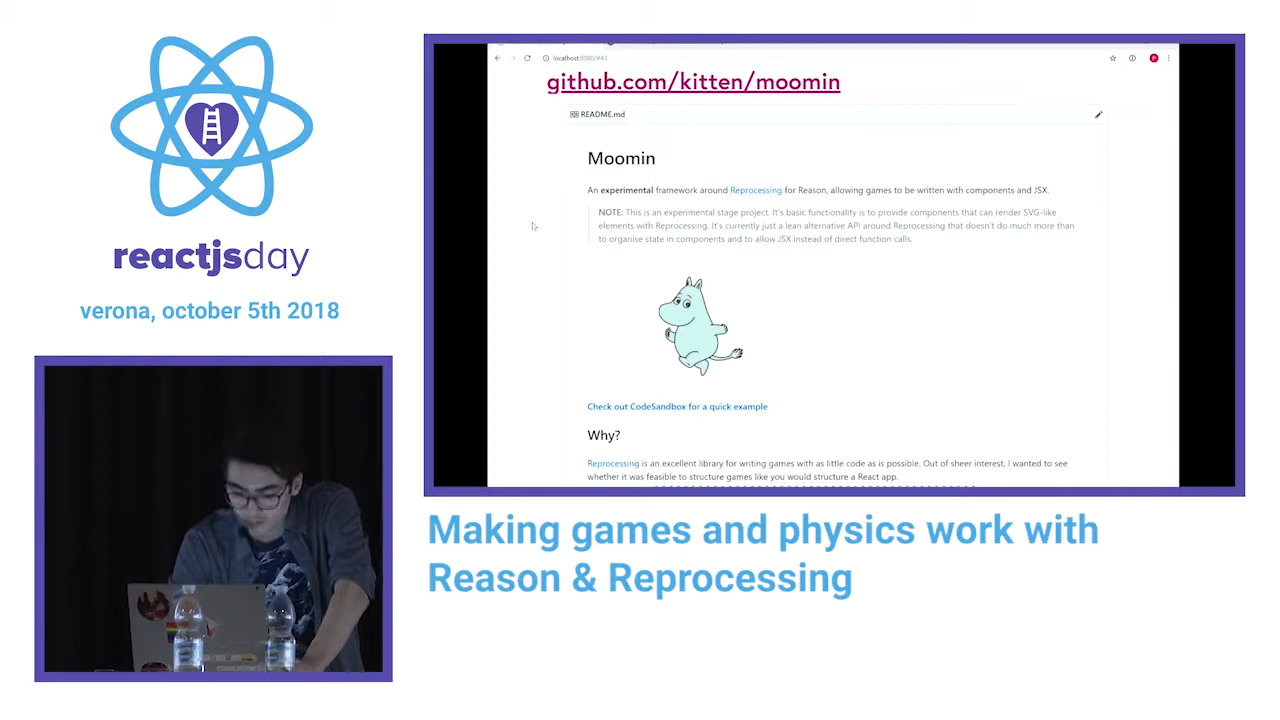 reactjsday
verona, october 5th 2018
localhost:8080/#43
github.com/kitten/moomin
README.md
Moomin
An experimental framework around Reprocessing for Reason, allowing games to be written with components and JSX.
NOTE: This is an experimental stage project. It's basic functionality is to provide components that can render SVG-like
elements with Reprocessing. It's currently just a lean alternative API around Reprocessing that doesn't do much more than
to organise state in components and to allow JSX instead of direct function calls.
Check out CodeSandbox for a quick example
Why?
Reprocessing is an excellent library for writing games with as little code as is possible. Out of sheer interest, I wanted to see
whether it was feasible to structure games like you would structure a React app.
Making games and physics work with
Reason & Reprocessing